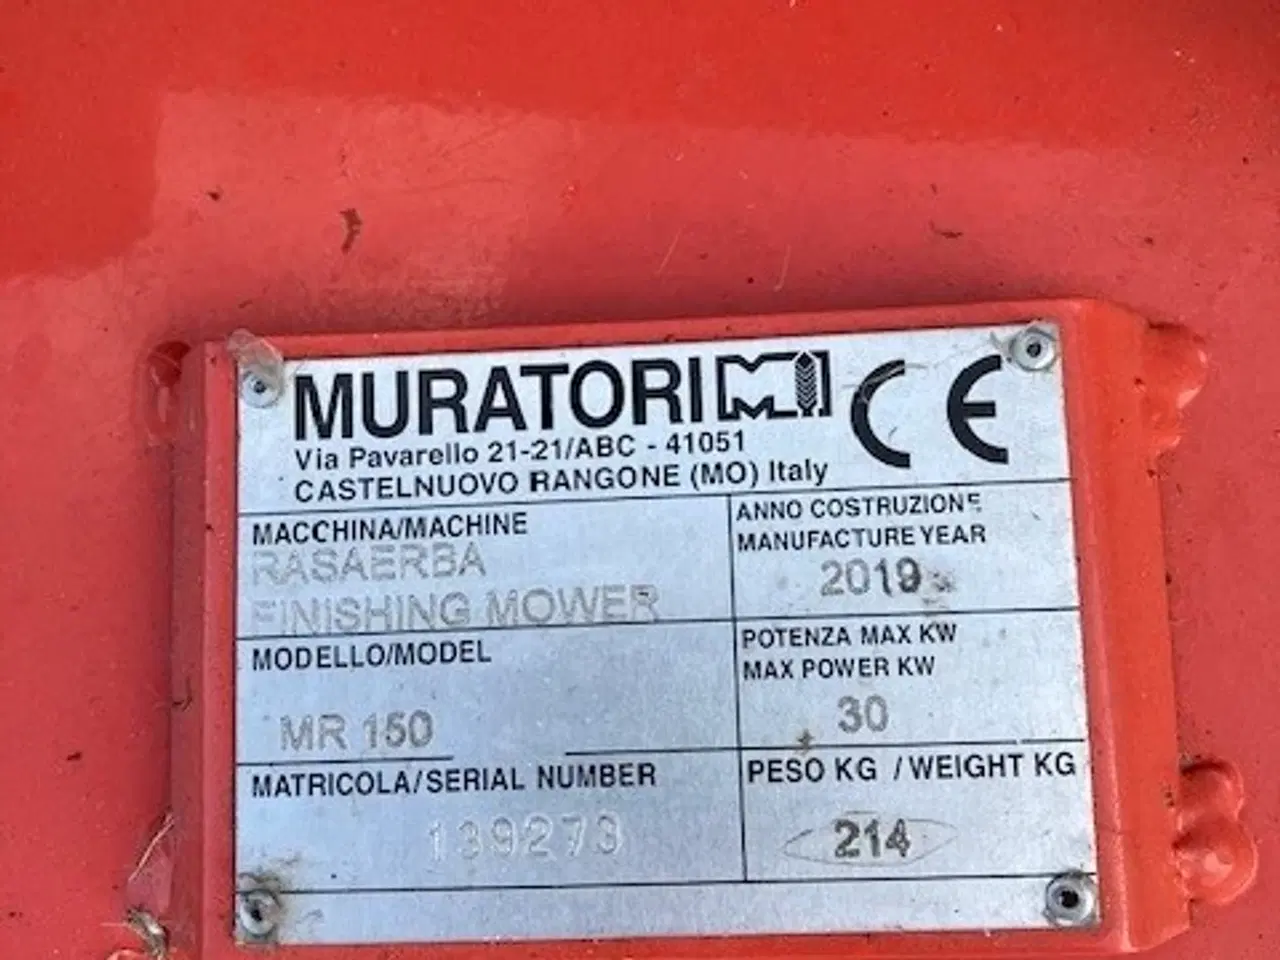 MURATORI
CE
Via Pavarello 21-21/ABC - 41051
CASTELNUOVO RANGONE (MO) Italy
MACCHINA/MACHINE
RASAERBA
FINISHING MOWER
ANNO COSTRUZIONE
MANUFACTURE YEAR
2019
MODELLO/MODEL
MR 150
POTENZA MAX KW
MAX POWER KW
30
MATRICOLA/SERIAL NUMBER
139273
PESO KG / WEIGHT KG
214